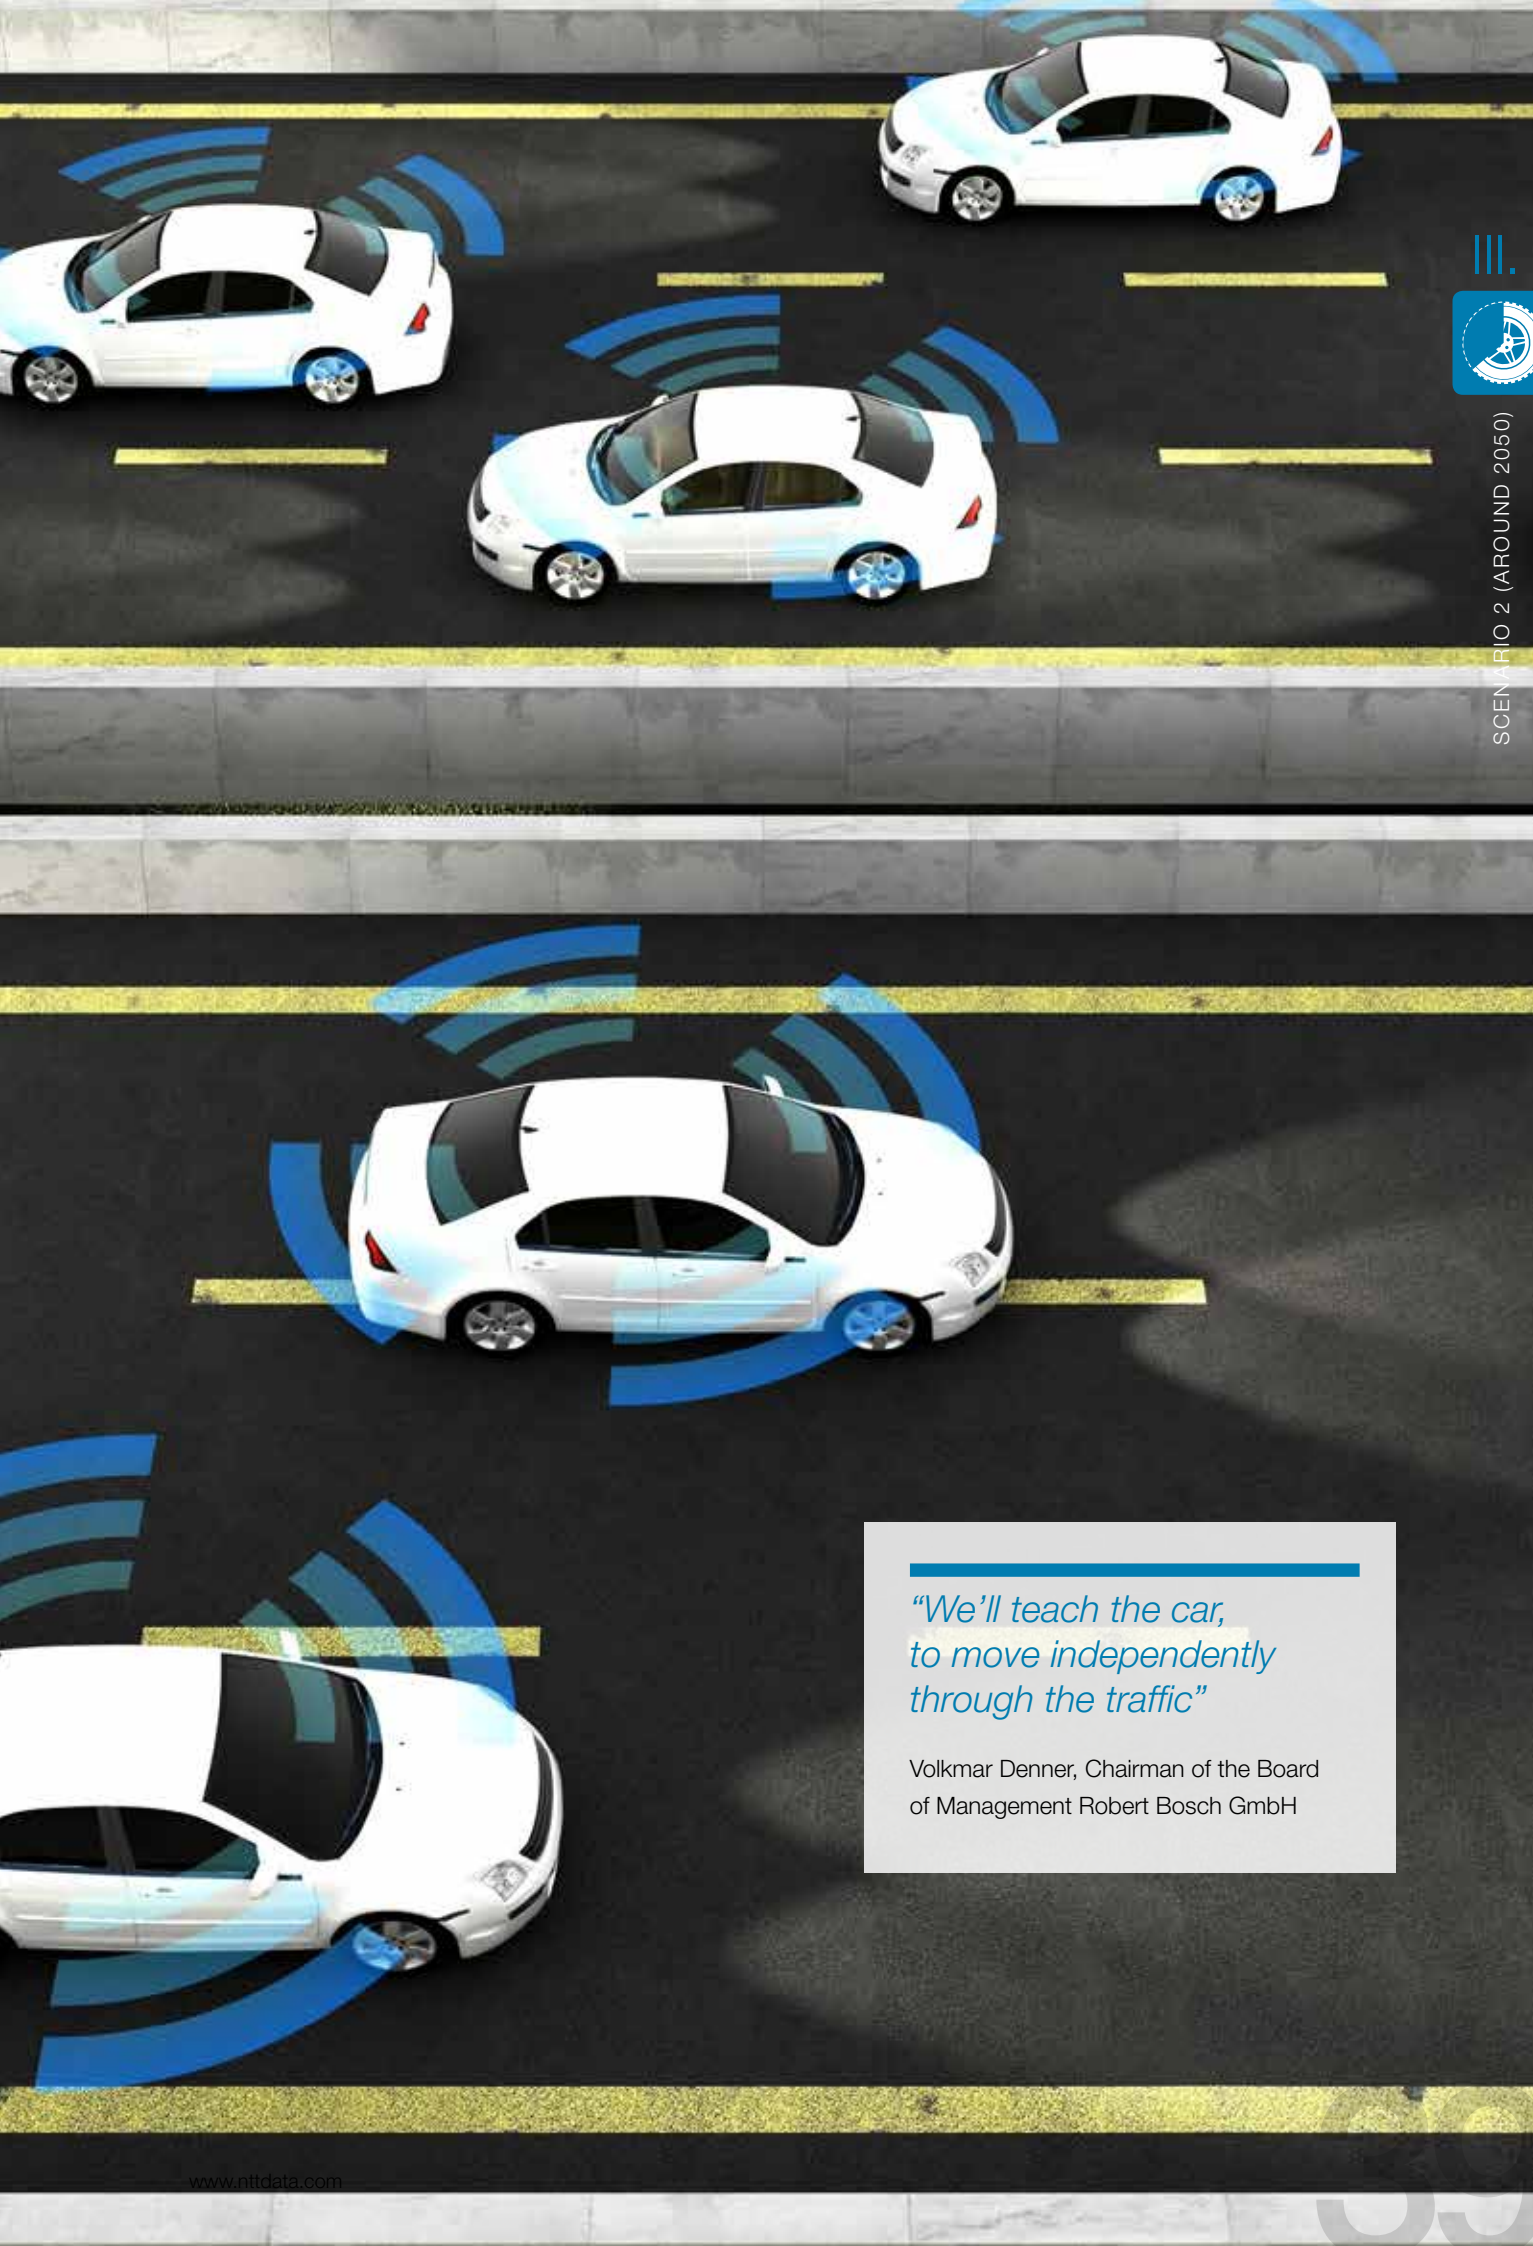 III.
SCENARIO 2 (AROUND 2050)
“We’ll teach the car,
to move independently
through the traffic”
Volkmar Denner, Chairman of the Board
of Management Robert Bosch GmbH
www.nttdata.com
39